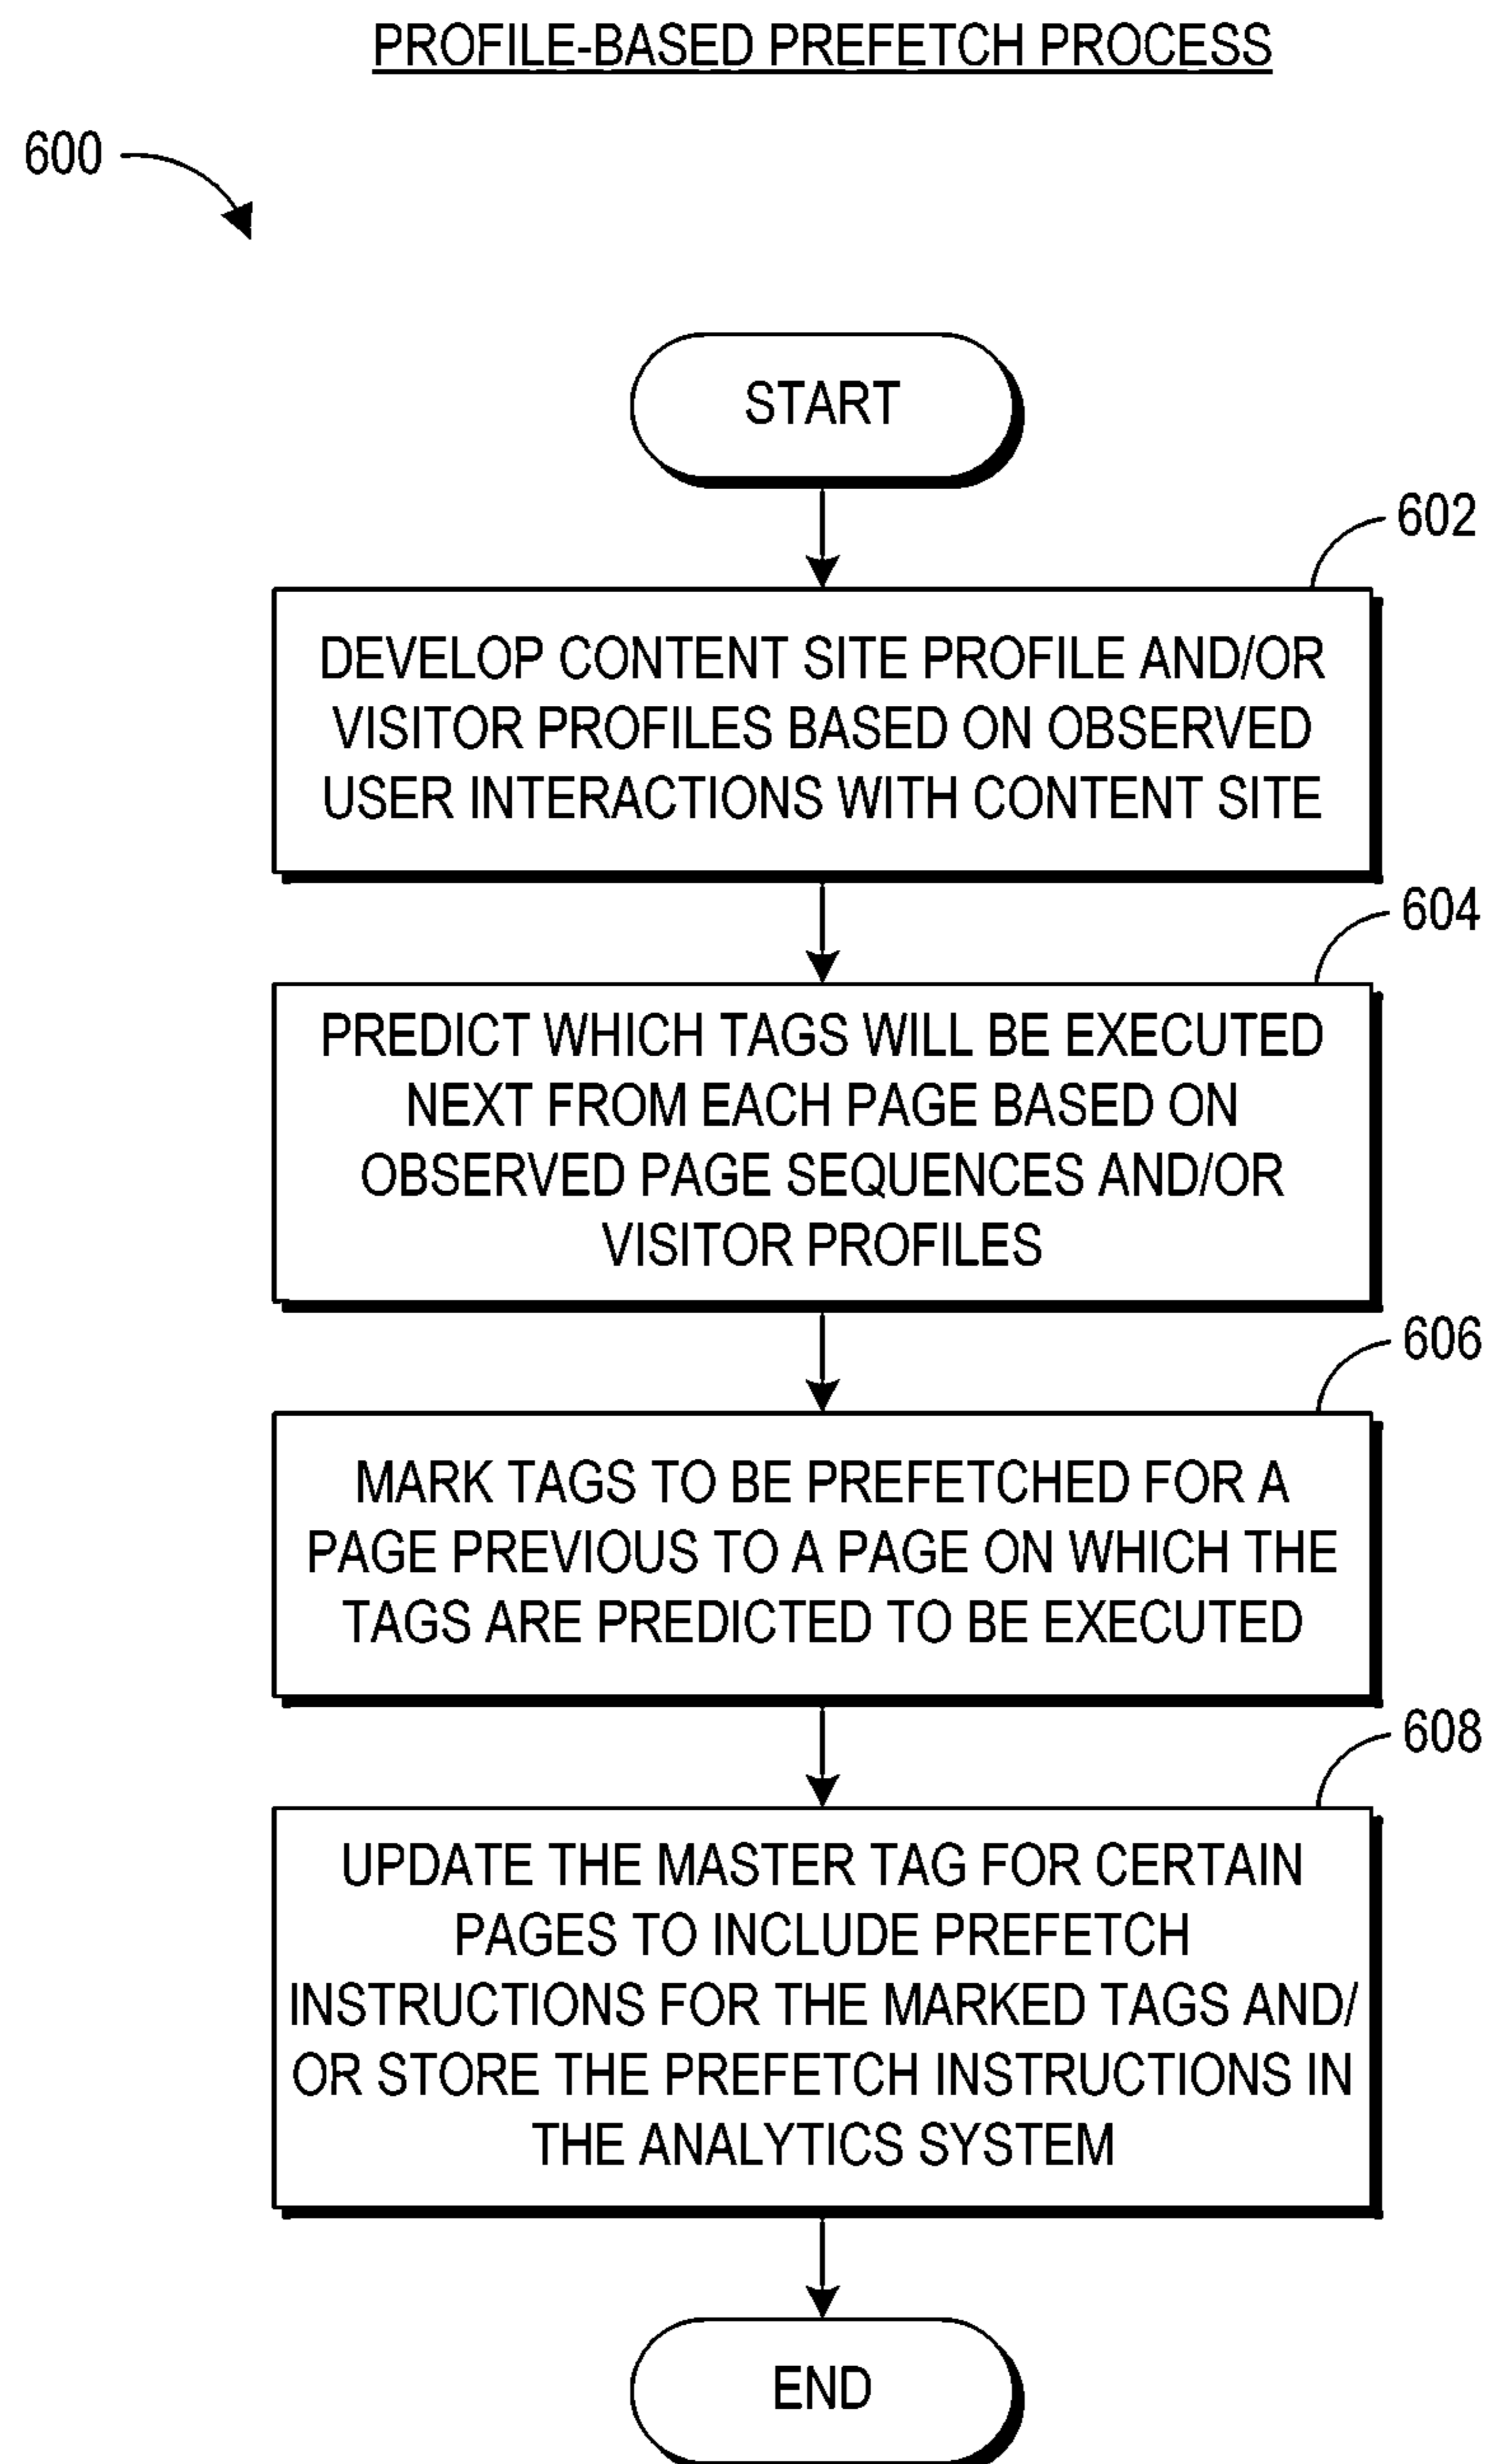 PROFILE-BASED PREFETCH PROCESS
600
START
602
DEVELOP CONTENT SITE PROFILE AND/OR
VISITOR PROFILES BASED ON OBSERVED
USER INTERACTIONS WITH CONTENT SITE
604
PREDICT WHICH TAGS WILL BE EXECUTED
NEXT FROM EACH PAGE BASED ON
OBSERVED PAGE SEQUENCES AND/OR
VISITOR PROFILES
606
MARK TAGS TO BE PREFETCHED FOR A
PAGE PREVIOUS TO A PAGE ON WHICH THE
TAGS ARE PREDICTED TO BE EXECUTED
608
UPDATE THE MASTER TAG FOR CERTAIN
PAGES TO INCLUDE PREFETCH
INSTRUCTIONS FOR THE MARKED TAGS AND/
OR STORE THE PREFETCH INSTRUCTIONS IN
THE ANALYTICS SYSTEM
END